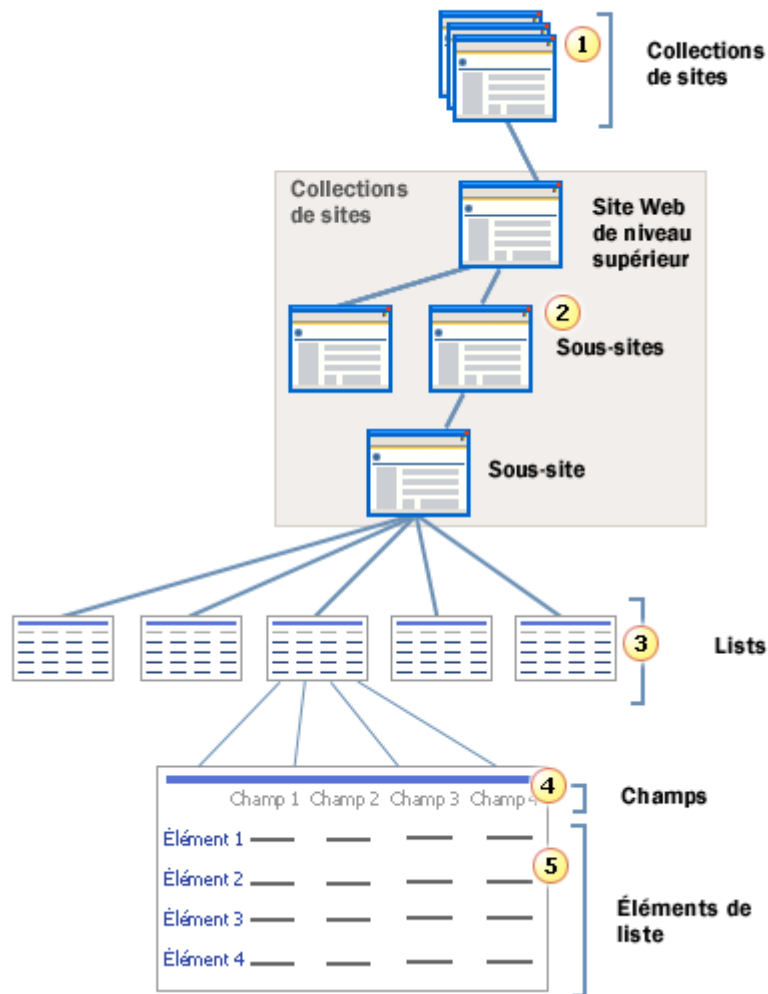 1
Collections
de sites
Collections
de sites
Site Web
de niveau
supérieur
2
Sous-sites
Sous-site
3
Lists
4
Champ 1 Champ 2 Champ 3 Champ 4
Champs
Élément 1
5
Élément 2
Élément 3
Élément 4
Éléments de
liste